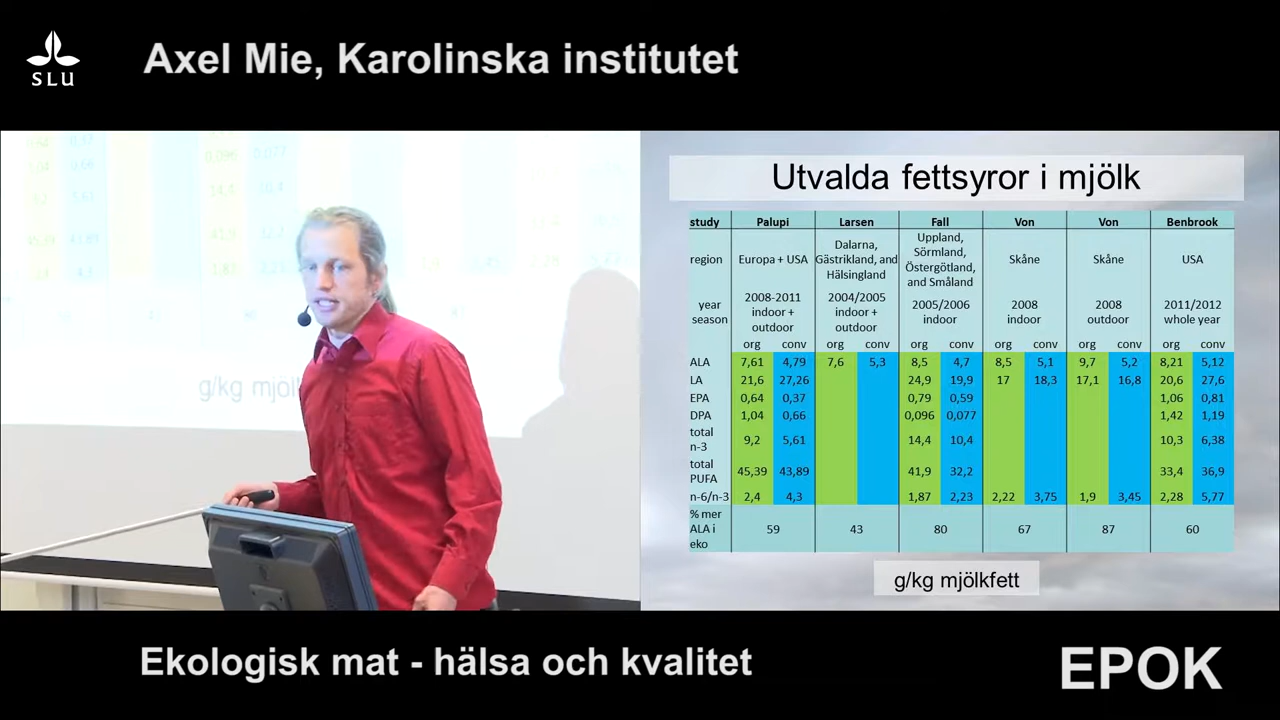 SLU
Axel Mie, Karolinska institutet
0,096 0,077
g/kg mjölk
Utvalda fettsyror i mjölk
study Palupi Larsen Fall Von Von Benbrook
region Europa + USA Dalarna, Gästrikland, and Hälsingland Uppland, Sörmland, Östergötland, and Småland Skåne Skåne USA
year season 2008-2011 indoor + outdoor 2004/2005 indoor + outdoor 2005/2006 indoor 2008 indoor 2008 outdoor 2011/2012 whole year
org conv org conv org conv org conv org conv org conv
ALA 7,61 4,79 7,6 5,3 8,5 4,7 8,5 5,1 9,7 5,2 8,21 5,12
LA 21,6 27,26 24,9 19,9 17 18,3 17,1 16,8 20,6 27,6
EPA 0,64 0,37 0,79 0,59 1,06 0,81
DPA 1,04 0,66 0,096 0,077 1,42 1,19
total n-3 9,2 5,61 14,4 10,4 10,3 6,38
total PUFA 45,39 43,89 41,9 32,2 33,4 36,9
n-6/n-3 2,4 4,3 1,87 2,23 2,22 3,75 1,9 3,45 2,28 5,77
% mer ALA i eko 59 43 80 67 87 60
g/kg mjölkfett
Ekologisk mat - hälsa och kvalitet
EPOK